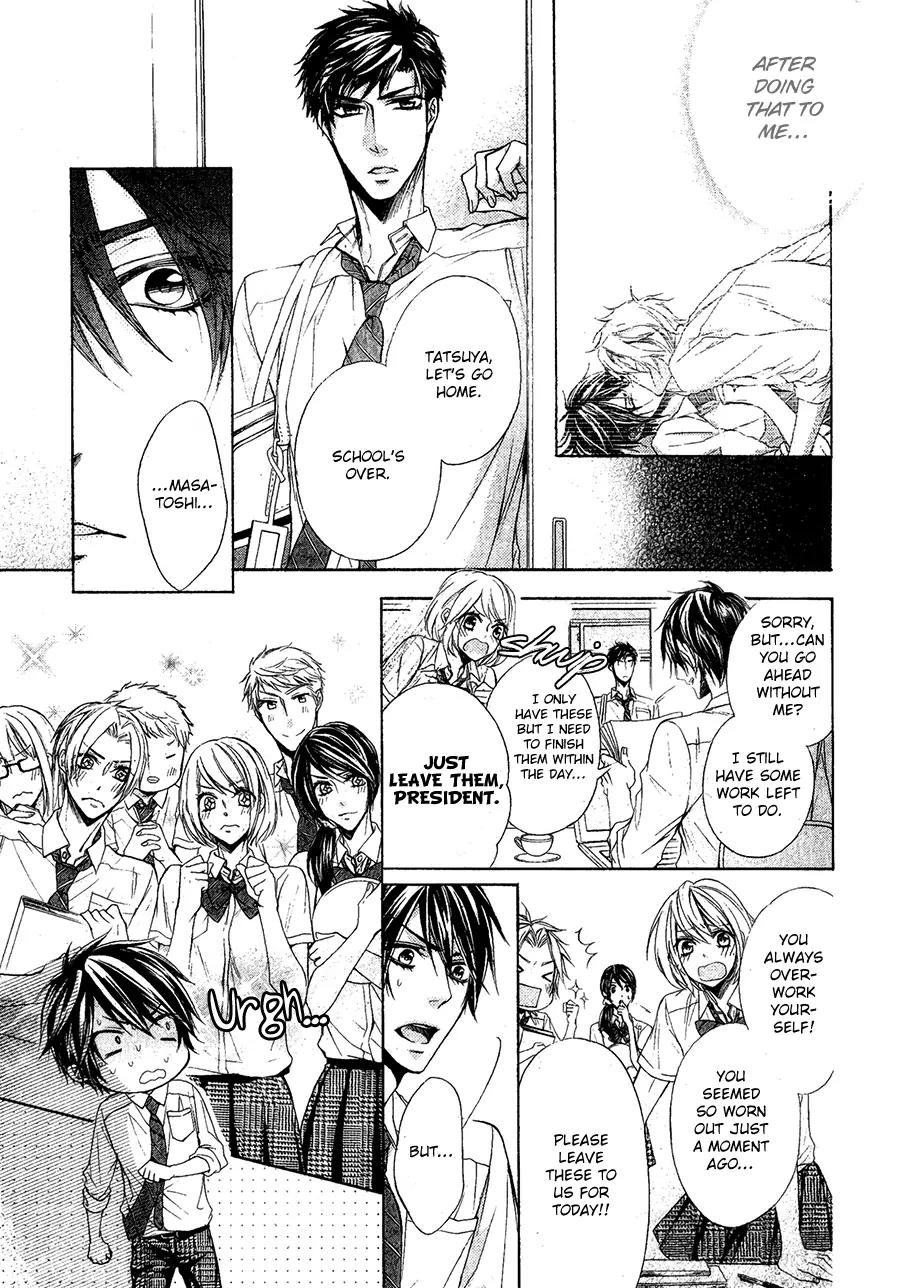 AFTER
DOING
THAT TO
ME...
TATSUYA,
LET'S GO
HOME.
SCHOOL'S
OVER.
...MASA-
TOSHI...
SORRY,
BUT...CAN
YOU GO
AHEAD
WITHOUT
ME?
I STILL
HAVE SOME
WORK LEFT
TO DO.
I ONLY
HAVE THESE
BUT I NEED
TO FINISH
THEM WITHIN
THE DAY...
shup
JUST
LEAVE THEM,
PRESIDENT.
YOU
ALWAYS
OVER-
WORK
YOUR-
SELF!
YOU
SEEMED
SO WORN
OUT JUST
A MOMENT
AGO...
PLEASE
LEAVE
THESE TO
US FOR
TODAY!!
BUT...
Urgh...